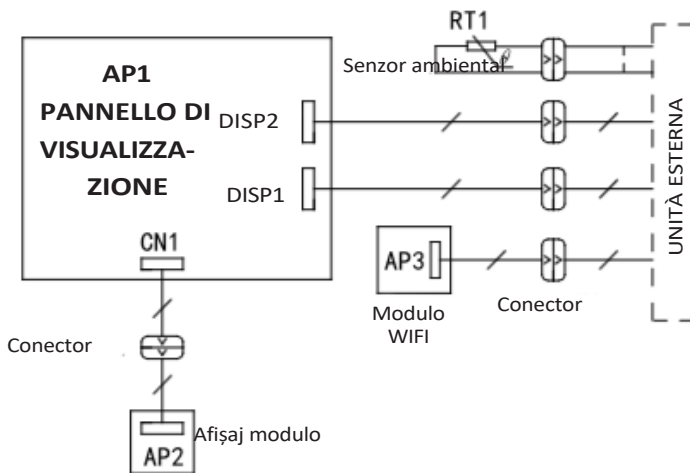 RT1
Senzor ambiental
AP1
PANNELLO DI
VISUALIZZA-
ZIONE
DISP2
DISP1
CN1
AP3
Modulo
WIFI
Conector
UNITÀ ESTERNA
Conector
Afișaj modulo
AP2